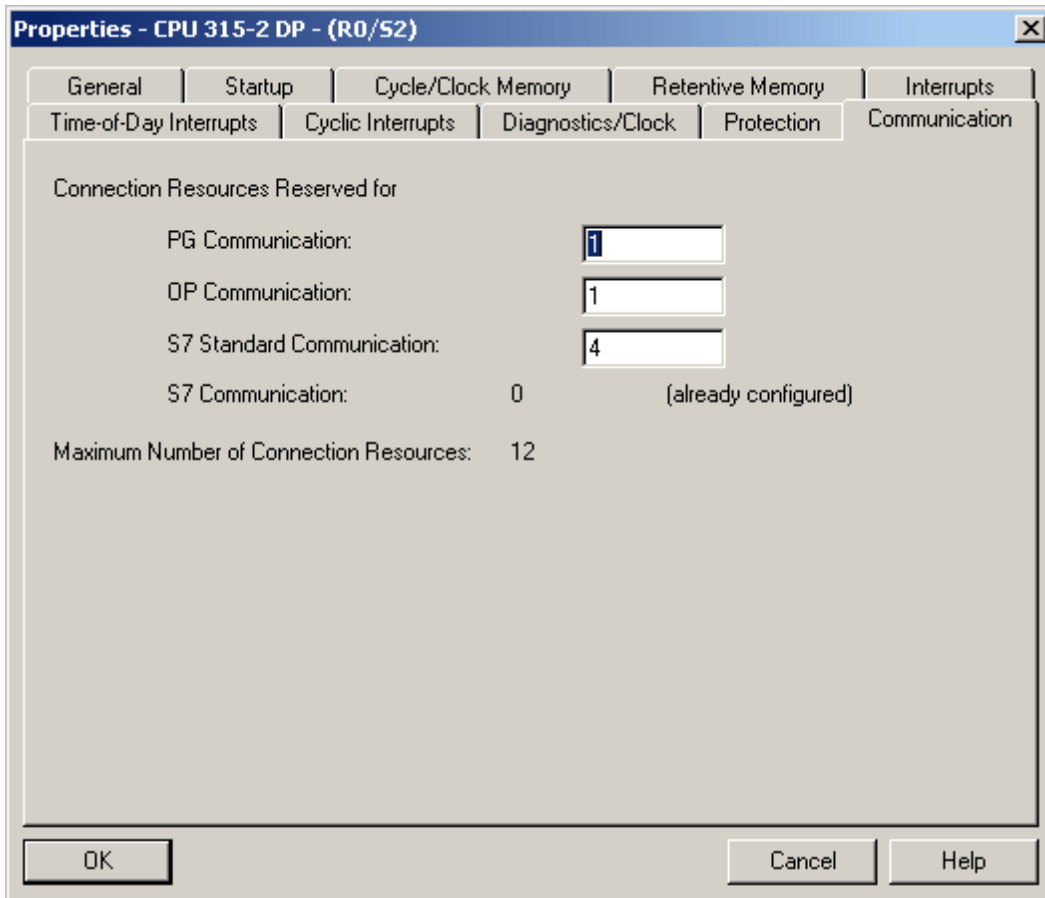 Properties - CPU 315-2 DP - (R0/S2)
General Startup Cycle/Clock Memory Retentive Memory Interrupts
Time-of-Day Interrupts Cyclic Interrupts Diagnostics/Clock Protection Communication
Connection Resources Reserved for
PG Communication: 1
OP Communication: 1
S7 Standard Communication: 4
S7 Communication: 0 (already configured)
Maximum Number of Connection Resources: 12
OK Cancel Help